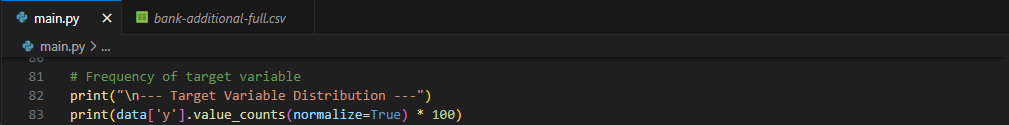 main.py
bank-additional-full.csv
main.py > ...
80
81 # Frequency of target variable
82 print("\n--- Target Variable Distribution ---")
83 print(data['y'].value_counts(normalize=True) * 100)